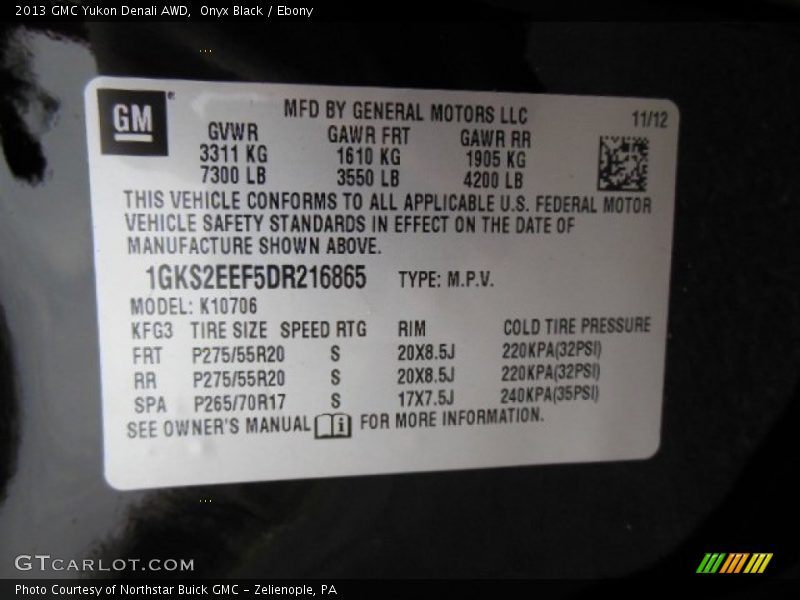 2013 GMC Yukon Denali AWD, Onyx Black / Ebony
GM ®
MFD BY GENERAL MOTORS LLC 11/12
GVWR GAWR FRT GAWR RR
3311 KG 1610 KG 1905 KG
7300 LB 3550 LB 4200 LB
THIS VEHICLE CONFORMS TO ALL APPLICABLE U.S. FEDERAL MOTOR
VEHICLE SAFETY STANDARDS IN EFFECT ON THE DATE OF
MANUFACTURE SHOWN ABOVE.
1GKS2EEF5DR216865 TYPE: M.P.V.
MODEL: K10706
KFG3 TIRE SIZE SPEED RTG RIM COLD TIRE PRESSURE
FRT P275/55R20 S 20X8.5J 220KPA(32PSI)
RR P275/55R20 S 20X8.5J 220KPA(32PSI)
SPA P265/70R17 S 17X7.5J 240KPA(35PSI)
SEE OWNER'S MANUAL i FOR MORE INFORMATION.
GTCARLOT.COM
Photo Courtesy of Northstar Buick GMC - Zelienople, PA